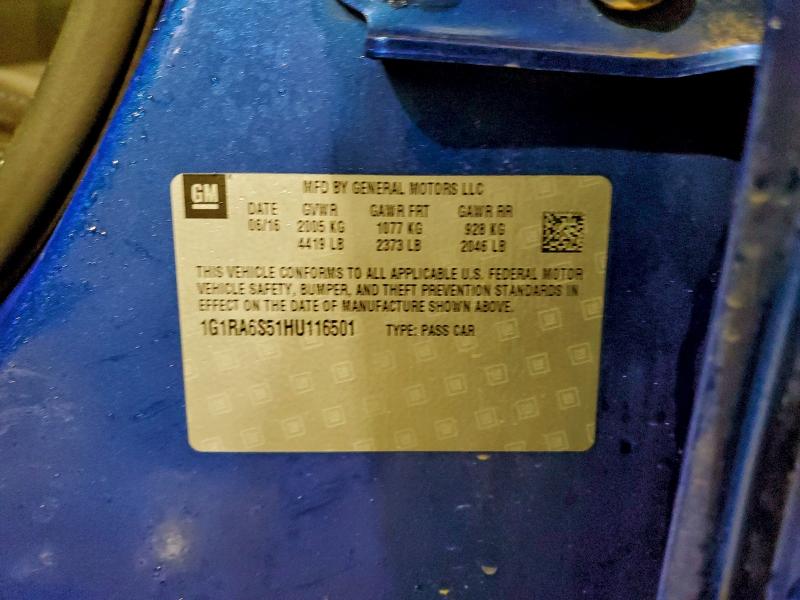 GM
MFD BY GENERAL MOTORS LLC
DATE GVWR GAWR FRT GAWR RR
06/16 2005 KG 1077 KG 928 KG
4419 LB 2373 LB 2046 LB
THIS VEHICLE CONFORMS TO ALL APPLICABLE U.S. FEDERAL MOTOR
VEHICLE SAFETY, BUMPER, AND THEFT PREVENTION STANDARDS IN
EFFECT ON THE DATE OF MANUFACTURE SHOWN ABOVE.
1G1RA6S51HU116501 TYPE: PASS CAR